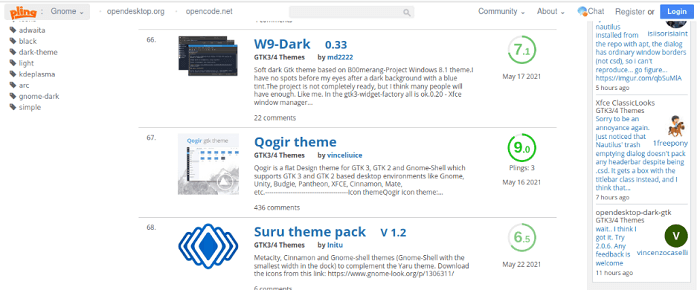 pling Gnome opendesktop.org opencode.net Community About Chat Register or Login
adwaita
black
dark-theme
light
kdeplasma
arc
gnome-dark
simple
66.
W9-Dark 0.33
GTK3/4 Themes by md2222
Soft dark Gtk theme based on B00merang-Project Windows 8.1 theme.I
have no spots before my eyes after a dark background with a blue
tint.The project is not completely ready, but I think many people will
have enough. Like me. In the gtk3-widget-factory all is ok.0.20 - Xfce
window manager...
22 comments
7.1
May 17 2021
67.
Qogir gtk theme
Qogir theme
GTK3/4 Themes by vinceliuice
Qogir is a flat Design theme for GTK 3, GTK 2 and Gnome-Shell which
supports GTK 3 and GTK 2 based desktop environments like Gnome,
Unity, Budgie, Pantheon, XFCE, Cinnamon, Mate,
etc.----------------------------------------Icon themeQogir icon theme:...
436 comments
9.0
Plings: 3
May 16 2021
68.
Suru theme pack V 1.2
GTK3/4 Themes by Initu
Metacity, Cinnamon and Gnome-shell themes (Gnome-Shell with the
smallest width in the dock) to complement the Yaru theme. Download
the icons from this link: https://www.gnome-look.org/p/1306311/
6 comments
6.5
May 22 2021
nautilus
installed from
the repo with apt, the
dialog has ordinary
window borders
(not csd), so i can't
reproduce... go figure...
https://imgur.com/qbSuMlA
isisorisiaint
5 hours ago
Xfce ClassicLooks
GTK3/4 Themes
Sorry to be an
annoyance again.
Just noticed that
Nautilus' trash
emptying dialog doesn't pack
any headerbar despite being
.csd. It gets a box with the
titlebar class instead, and I
think that...
1freepony
7 hours ago
opendesktop-dark-gtk
GTK3/4 Themes
wait.. I think I
got it. Try
2.0.6. Any
feedback is
welcome
V
vincenzocaselli
11 hours ago